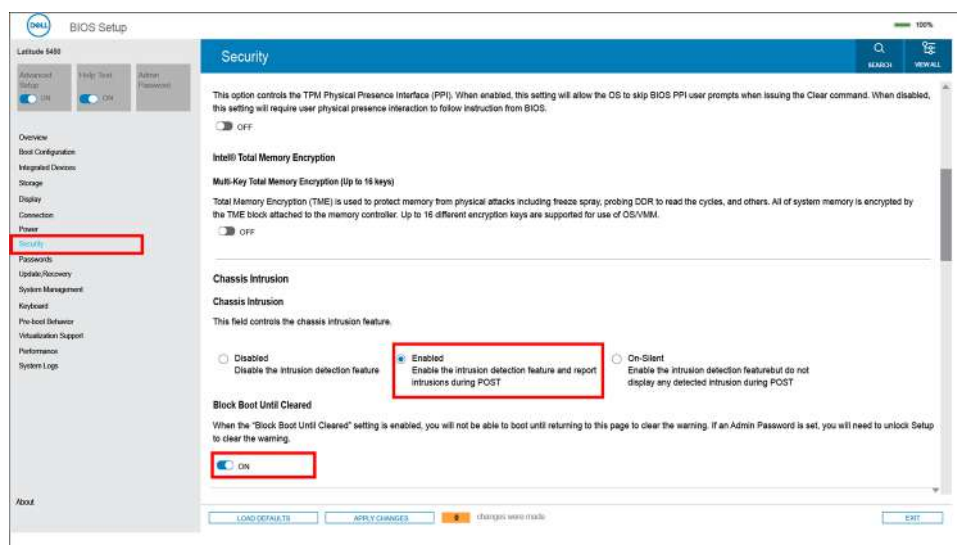 DELL
BIOS Setup
100%
Latitude 5450
Advanced Setup
ON
Help Text
ON
Admin Password
Security
SEARCH
VIEW ALL
Overview
Boot Configuration
Integrated Devices
Storage
Display
Connection
Power
Security
Passwords
Update,Recovery
System Management
Keyboard
Pre-boot Behavior
Virtualization Support
Performance
System Logs
About
This option controls the TPM Physical Presence Interface (PPI). When enabled, this setting will allow the OS to skip BIOS PPI user prompts when issuing the Clear command. When disabled,
this setting will require user physical presence interaction to follow instruction from BIOS.
OFF
Intel® Total Memory Encryption
Multi-Key Total Memory Encryption (Up to 16 keys)
Total Memory Encryption (TME) is used to protect memory from physical attacks including freeze spray, probing DDR to read the cycles, and others. All of system memory is encrypted by
the TME block attached to the memory controller. Up to 16 different encryption keys are supported for use of OS/VMM.
OFF
Chassis Intrusion
Chassis Intrusion
This field controls the chassis intrusion feature.
Disabled
Disable the intrusion detection feature
Enabled
Enable the intrusion detection feature and report
intrusions during POST
On-Silent
Enable the intrusion detection featurebut do not
display any detected intrusion during POST
Block Boot Until Cleared
When the "Block Boot Until Cleared" setting is enabled, you will not be able to boot until returning to this page to clear the warning. If an Admin Password is set, you will need to unlock Setup
to clear the warning.
ON
LOAD DEFAULTS
APPLY CHANGES
changes were made
EXIT